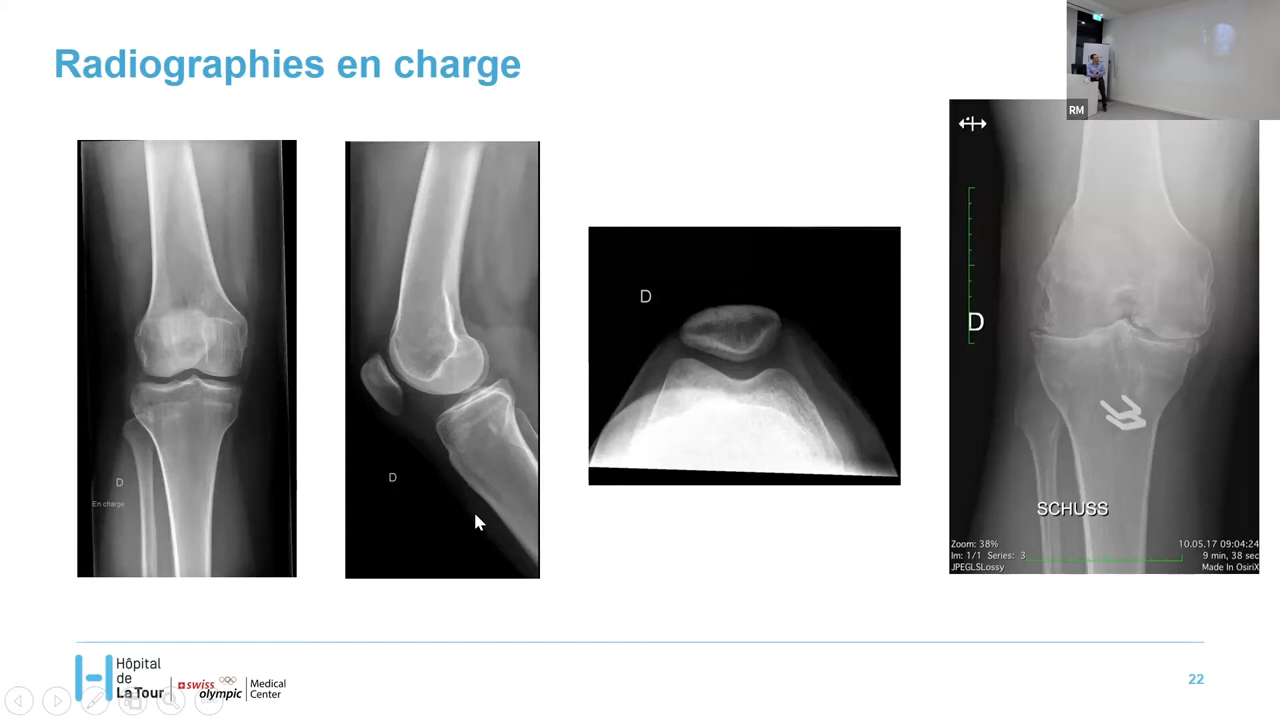 Radiographies en charge
RM
D
En charge
D
D
D
SCHUSS
Zoom: 38%
Im: 1/1 Series: 3
JPEGLSLossy
10.05.17 09:04:24
9 min, 38 sec
Made In OsiriX
Hôpital
de
La Tour
swiss
olympic
Medical
Center
22